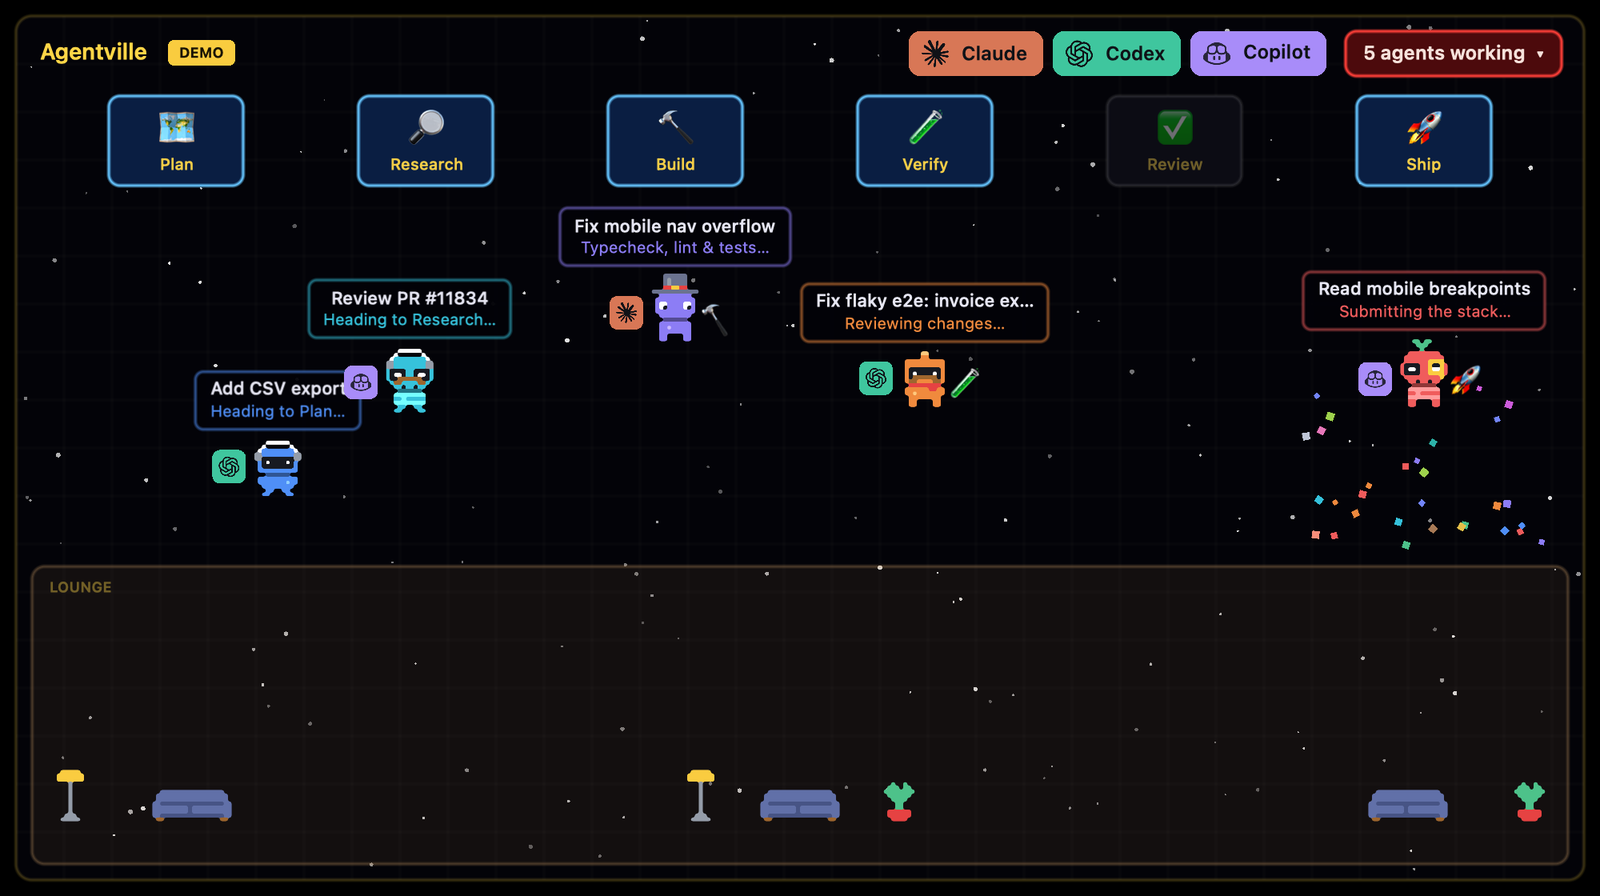 Agentville
DEMO
Claude
Codex
Copilot
5 agents working
Plan
Research
Build
Verify
Review
Ship
Fix mobile nav overflow
Typecheck, lint & tests...
Review PR #11834
Heading to Research...
Fix flaky e2e: invoice ex...
Reviewing changes...
Read mobile breakpoints
Submitting the stack...
Add CSV export
Heading to Plan...
LOUNGE